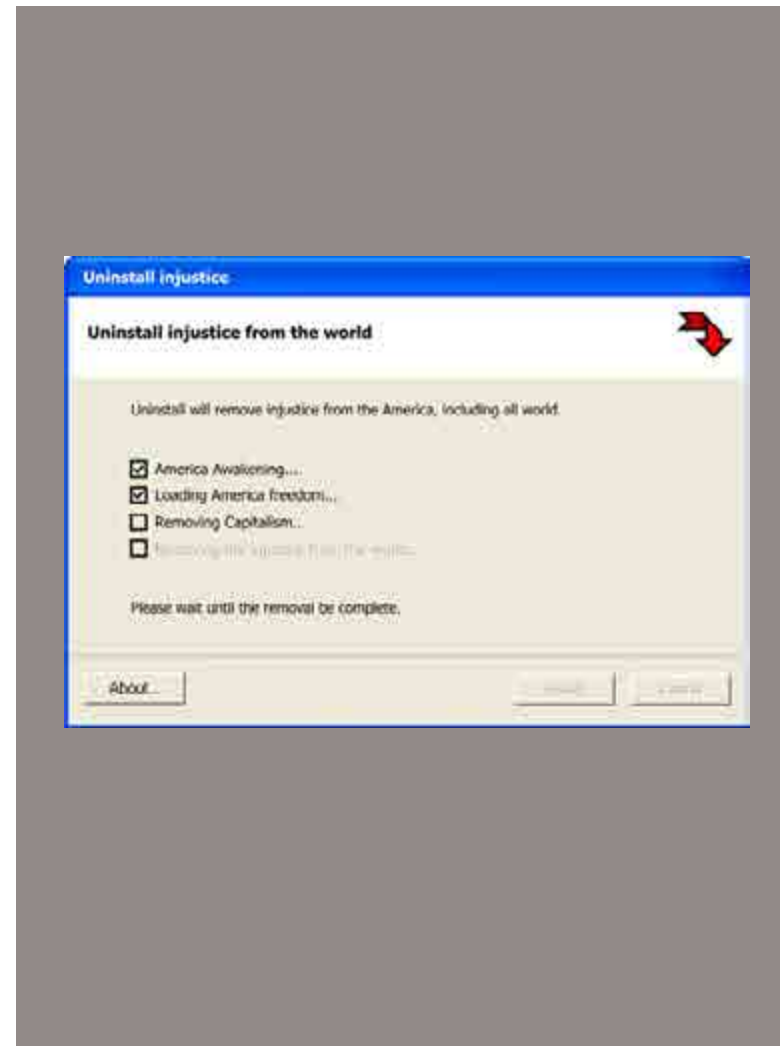 Uninstall injustice
Uninstall injustice from the world
Uninstall will remove injustice from the America, including all world.
America Awakening....
Loading America freedom...
Removing Capitalism...
Please wait until the removal be complete.
About...